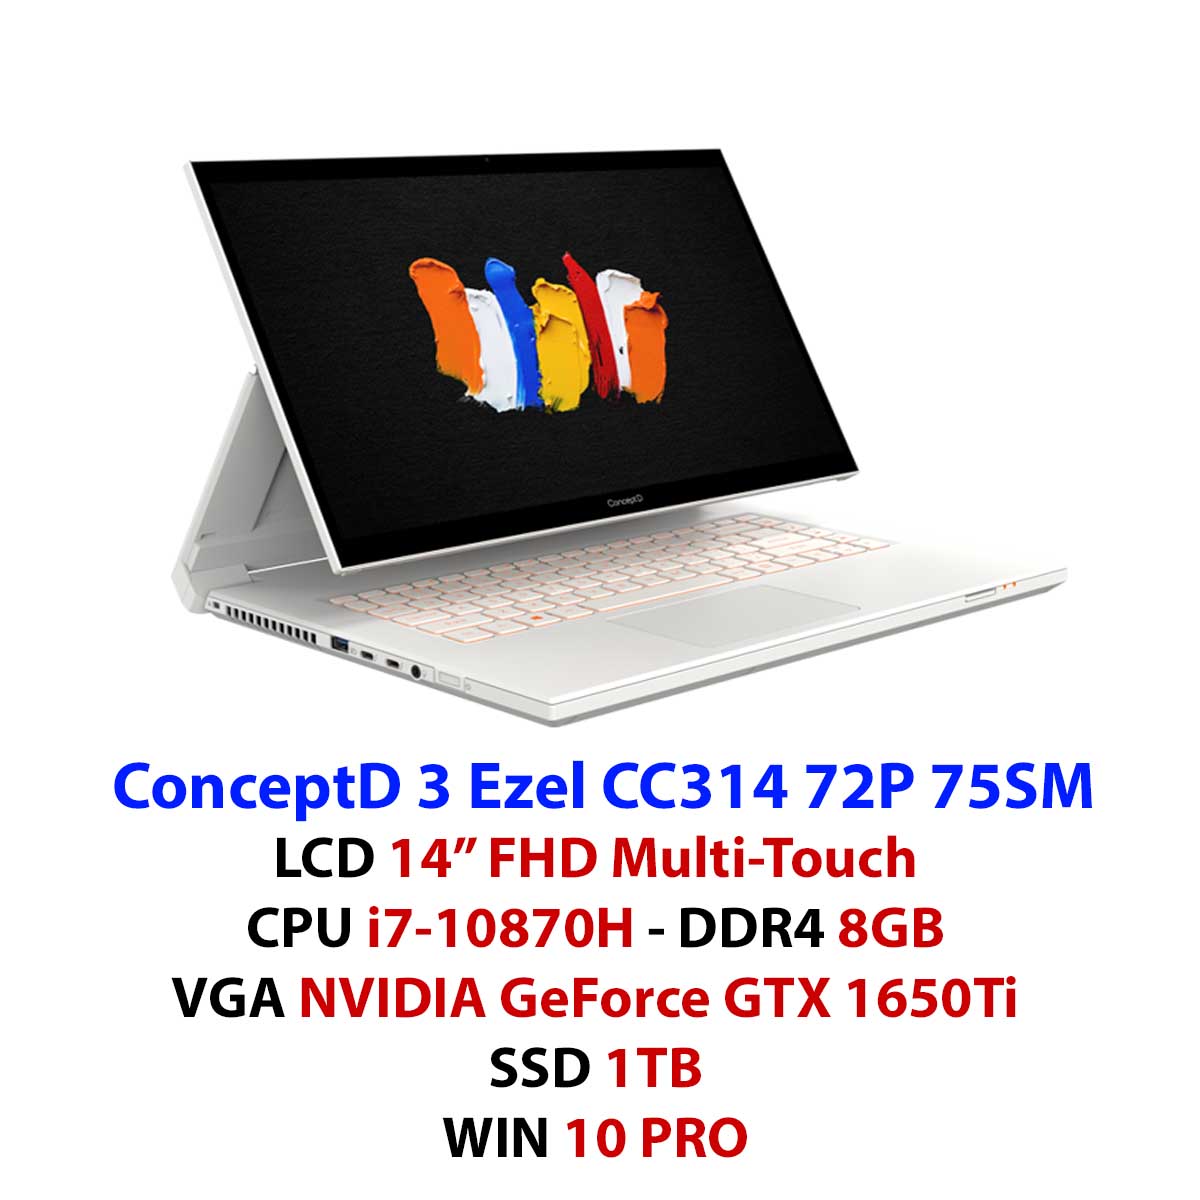 ConceptD
ConceptD 3 Ezel CC314 72P 75SM
LCD 14” FHD Multi-Touch
CPU i7-10870H - DDR4 8GB
VGA NVIDIA GeForce GTX 1650Ti
SSD 1TB
WIN 10 PRO